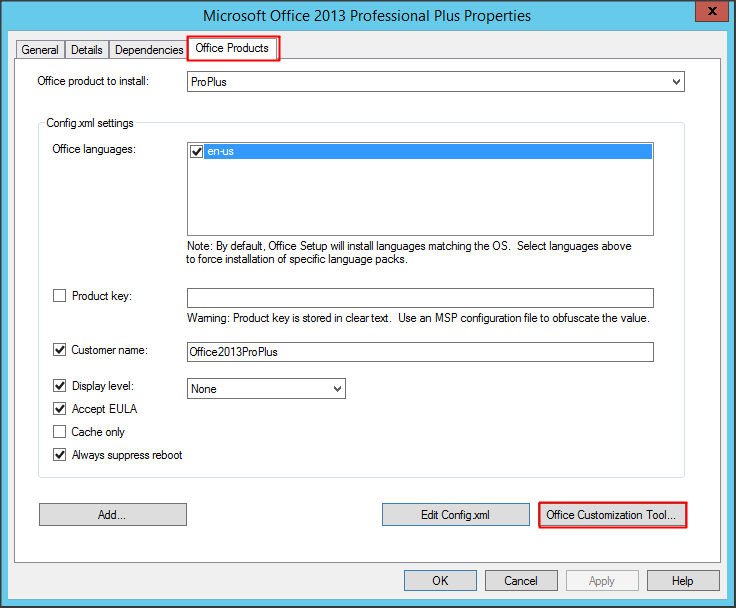 Microsoft Office 2013 Professional Plus Properties
X
General Details Dependencies Office Products
Office product to install: ProPlus
Config.xml settings
Office languages: en-us
Note: By default, Office Setup will install languages matching the OS. Select languages above
to force installation of specific language packs.
Product key:
Warning: Product key is stored in clear text. Use an MSP configuration file to obfuscate the value.
Customer name: Office2013ProPlus
Display level: None
Accept EULA
Cache only
Always suppress reboot
Add... Edit Config.xml Office Customization Tool...
OK Cancel Apply Help